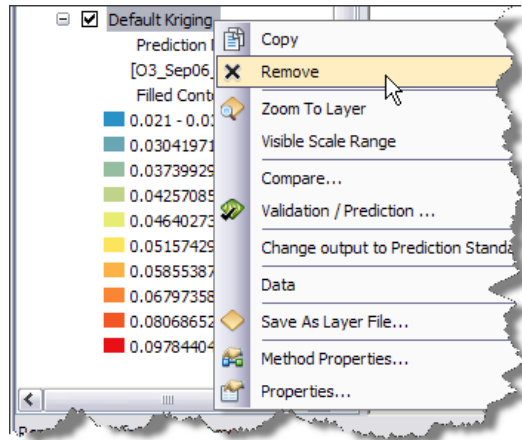 Default Kriging
Prediction
[O3_Sep06_
Filled
0.021 - 0.0
0.03041971
0.03739929
0.04257085
0.04640273
0.05157429
0.05855387
0.06797358
0.08068652
0.09784404
Copy
Remove
Zoom To Layer
Visible Scale Range
Compare...
Validation / Prediction ...
Change output to Prediction
Data
Save As Layer File...
Method Properties...
Properties...